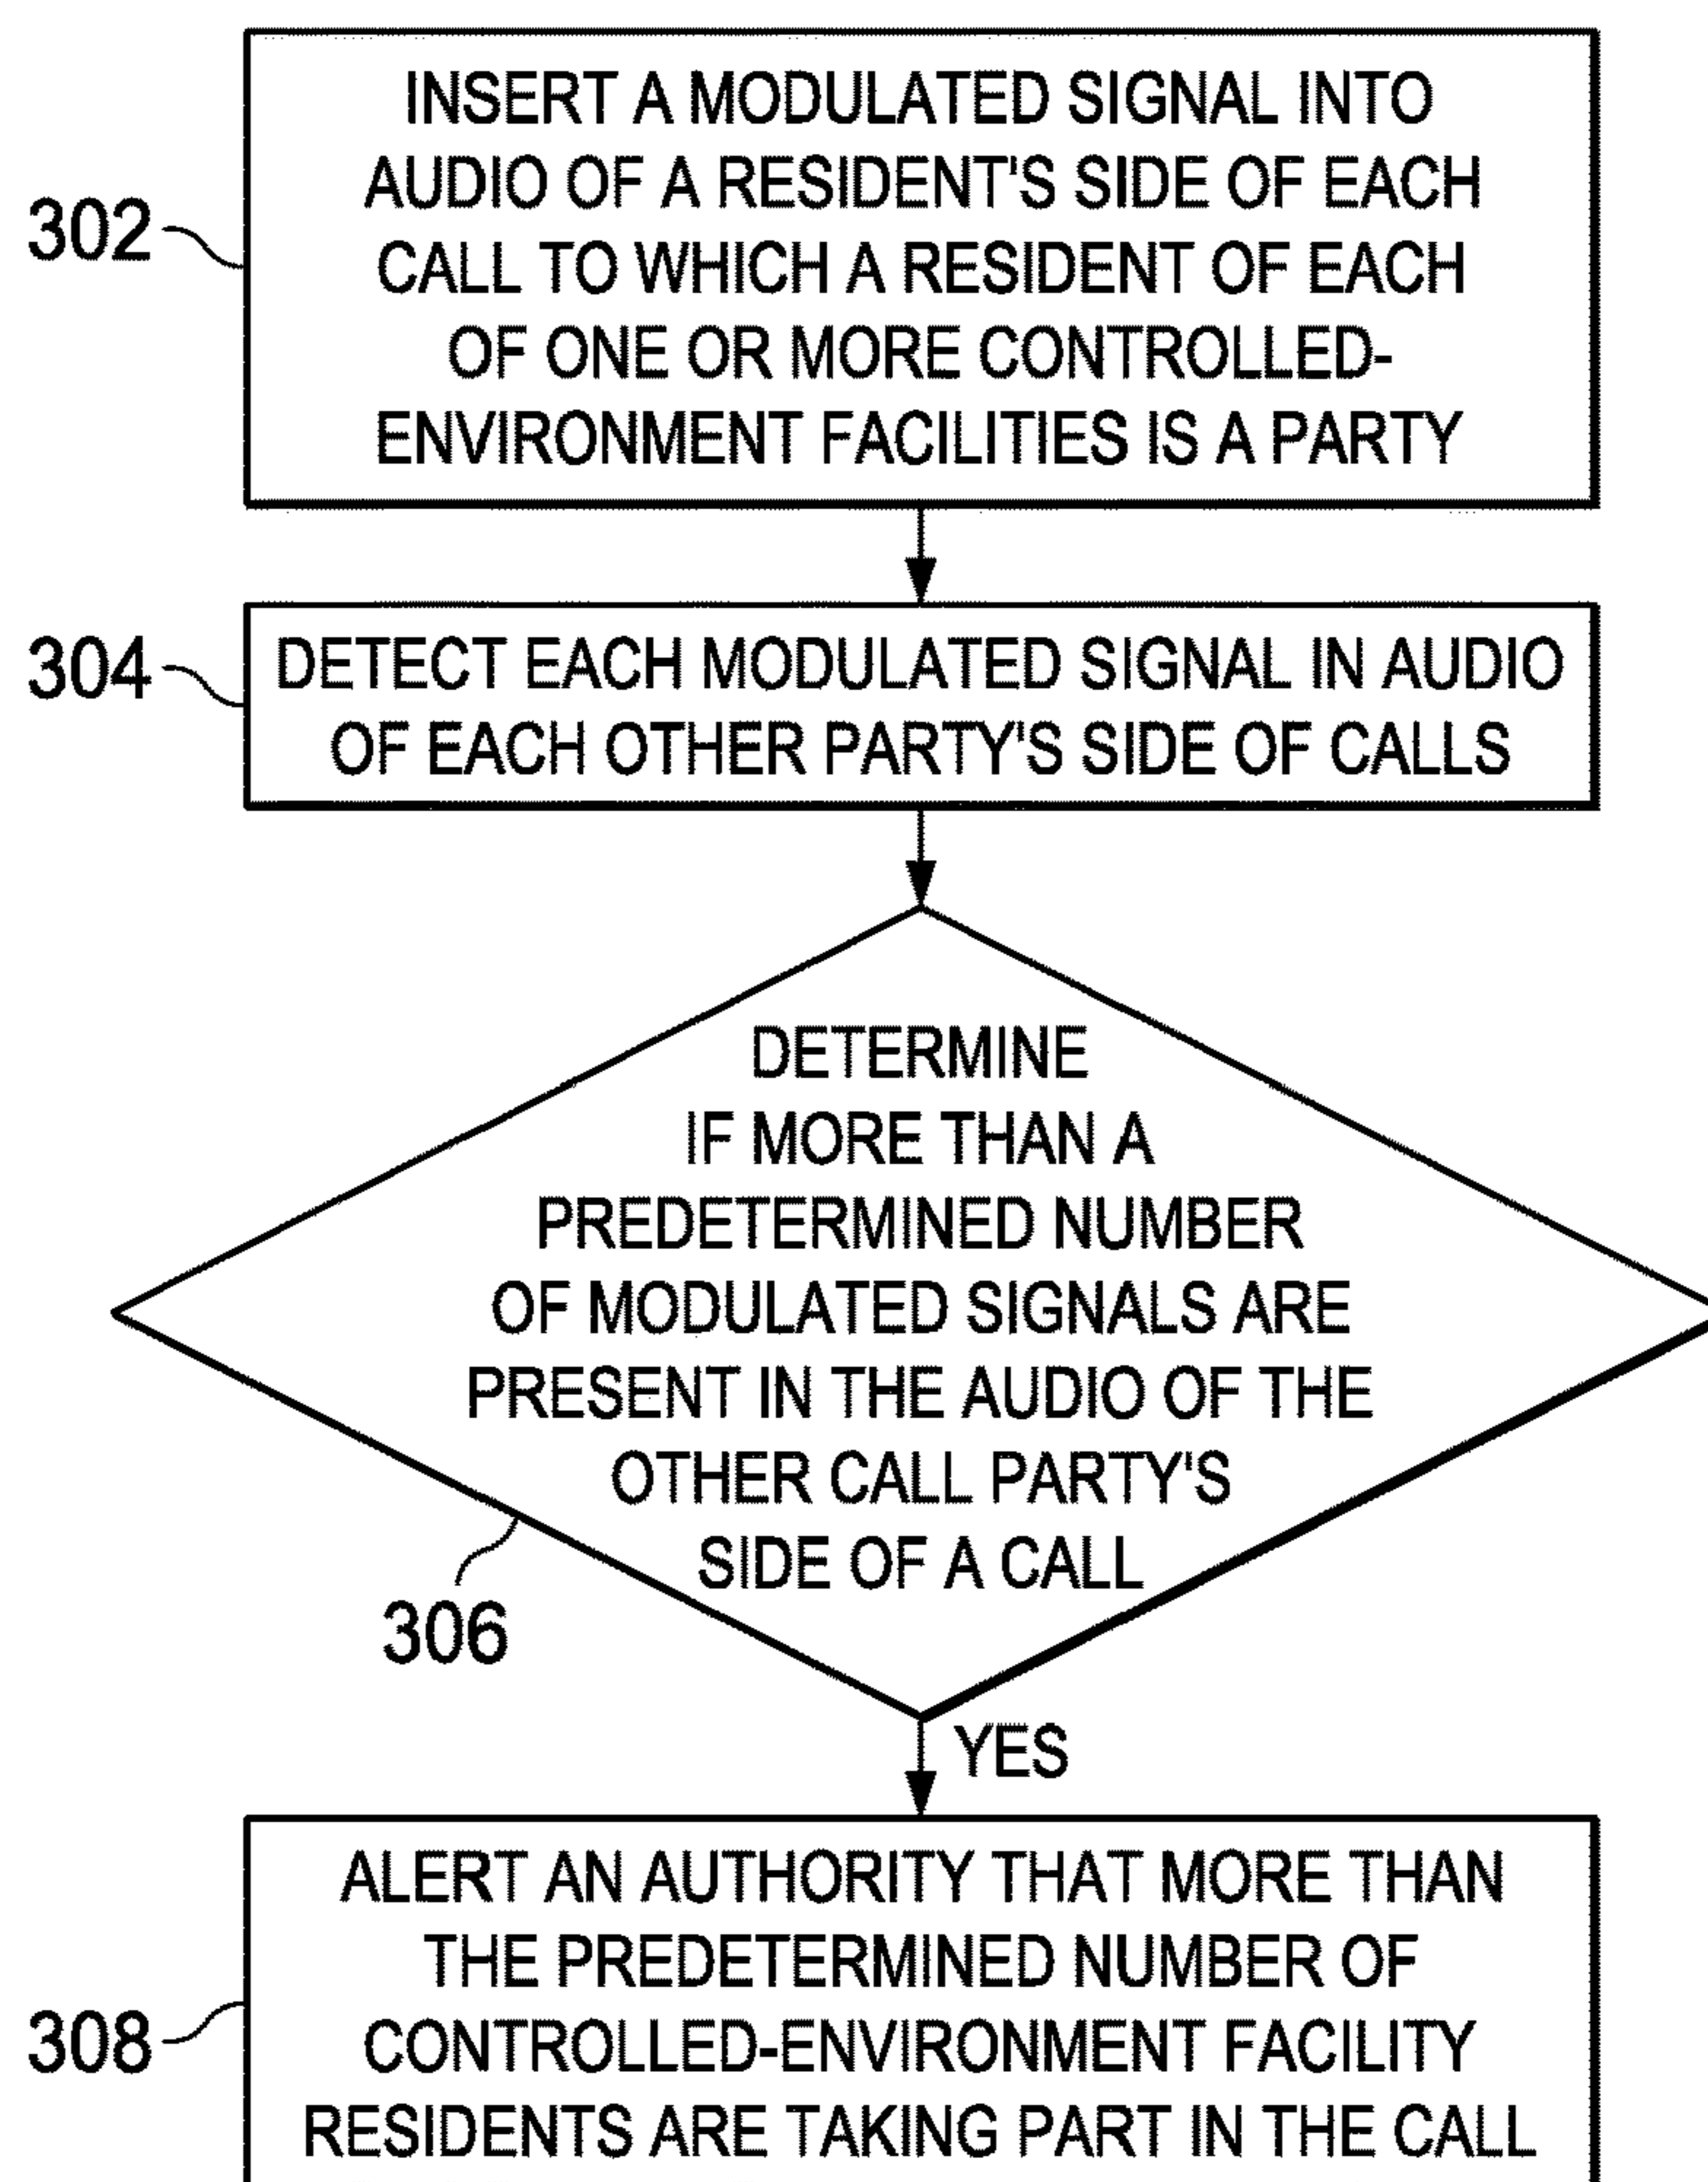 INSERT A MODULATED SIGNAL INTO
AUDIO OF A RESIDENT'S SIDE OF EACH
CALL TO WHICH A RESIDENT OF EACH
OF ONE OR MORE CONTROLLED-
ENVIRONMENT FACILITIES IS A PARTY
302
DETECT EACH MODULATED SIGNAL IN AUDIO
OF EACH OTHER PARTY'S SIDE OF CALLS
304
DETERMINE
IF MORE THAN A
PREDETERMINED NUMBER
OF MODULATED SIGNALS ARE
PRESENT IN THE AUDIO OF THE
OTHER CALL PARTY'S
SIDE OF A CALL
306
YES
ALERT AN AUTHORITY THAT MORE THAN
THE PREDETERMINED NUMBER OF
CONTROLLED-ENVIRONMENT FACILITY
RESIDENTS ARE TAKING PART IN THE CALL
308